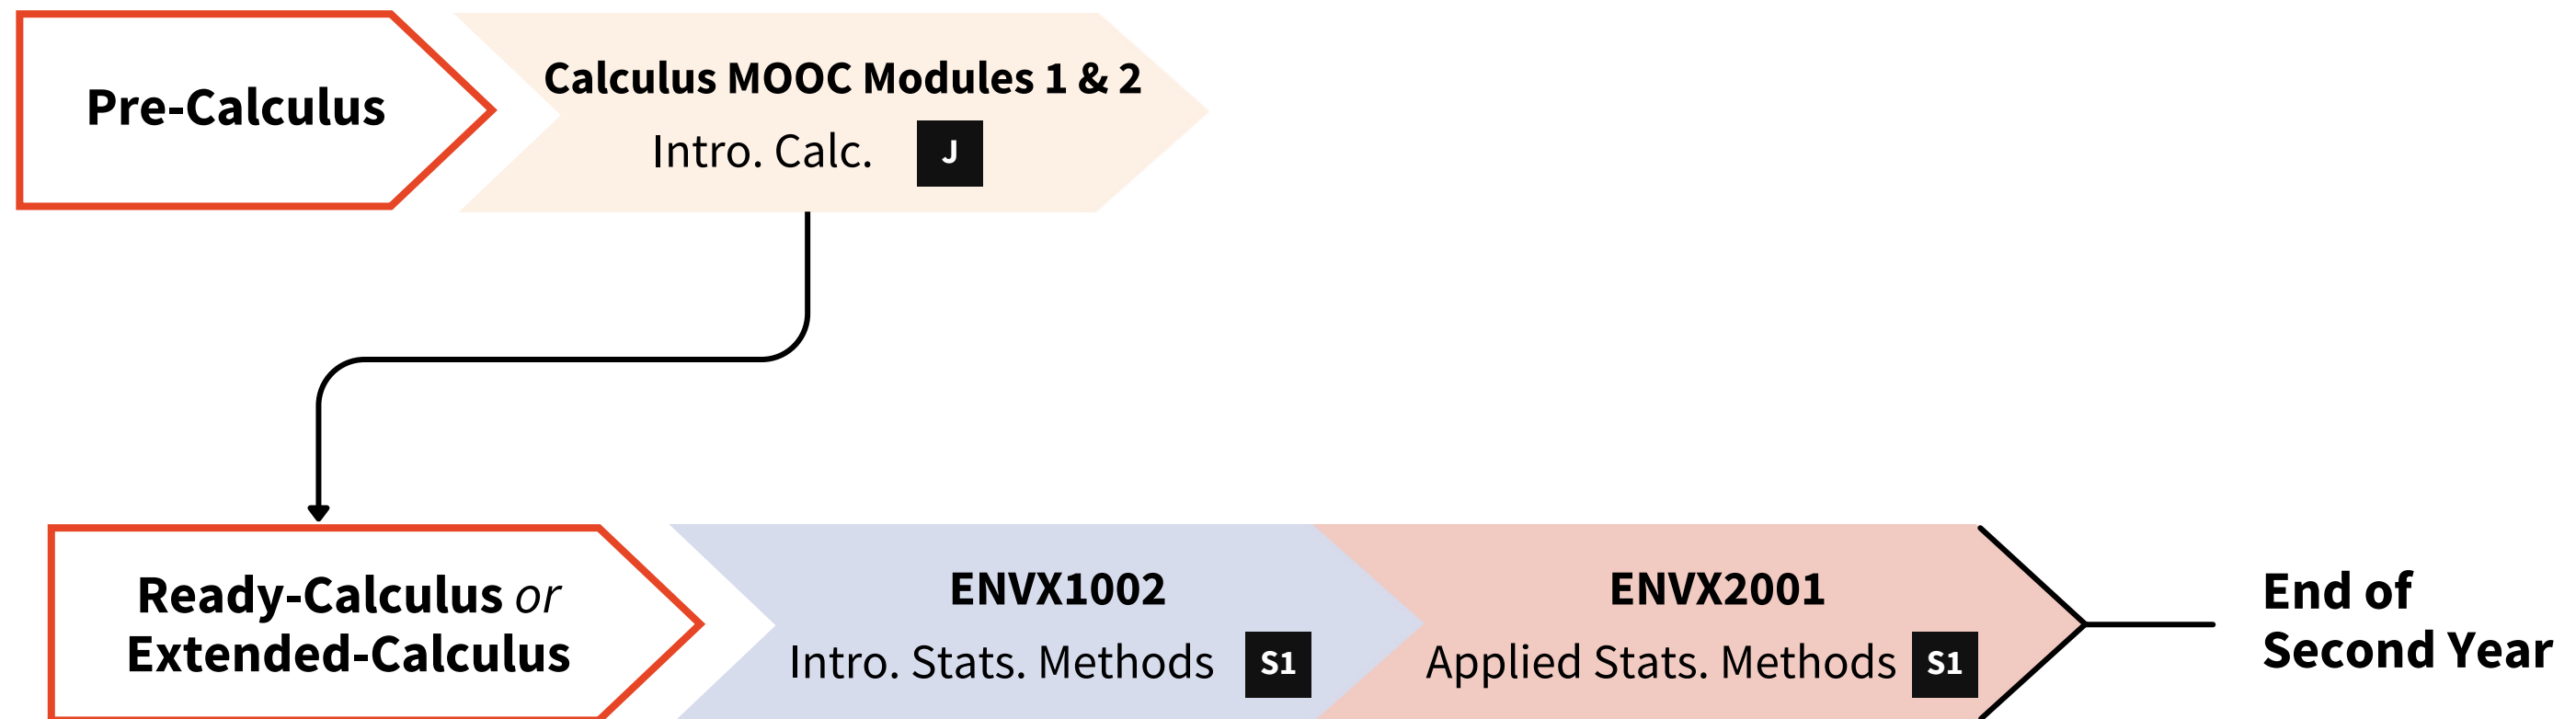 Pre-Calculus
Calculus MOOC Modules 1 & 2
Intro. Calc. J
Ready-Calculus or
Extended-Calculus
ENVX1002
Intro. Stats. Methods S1
ENVX2001
Applied Stats. Methods S1
End of
Second Year